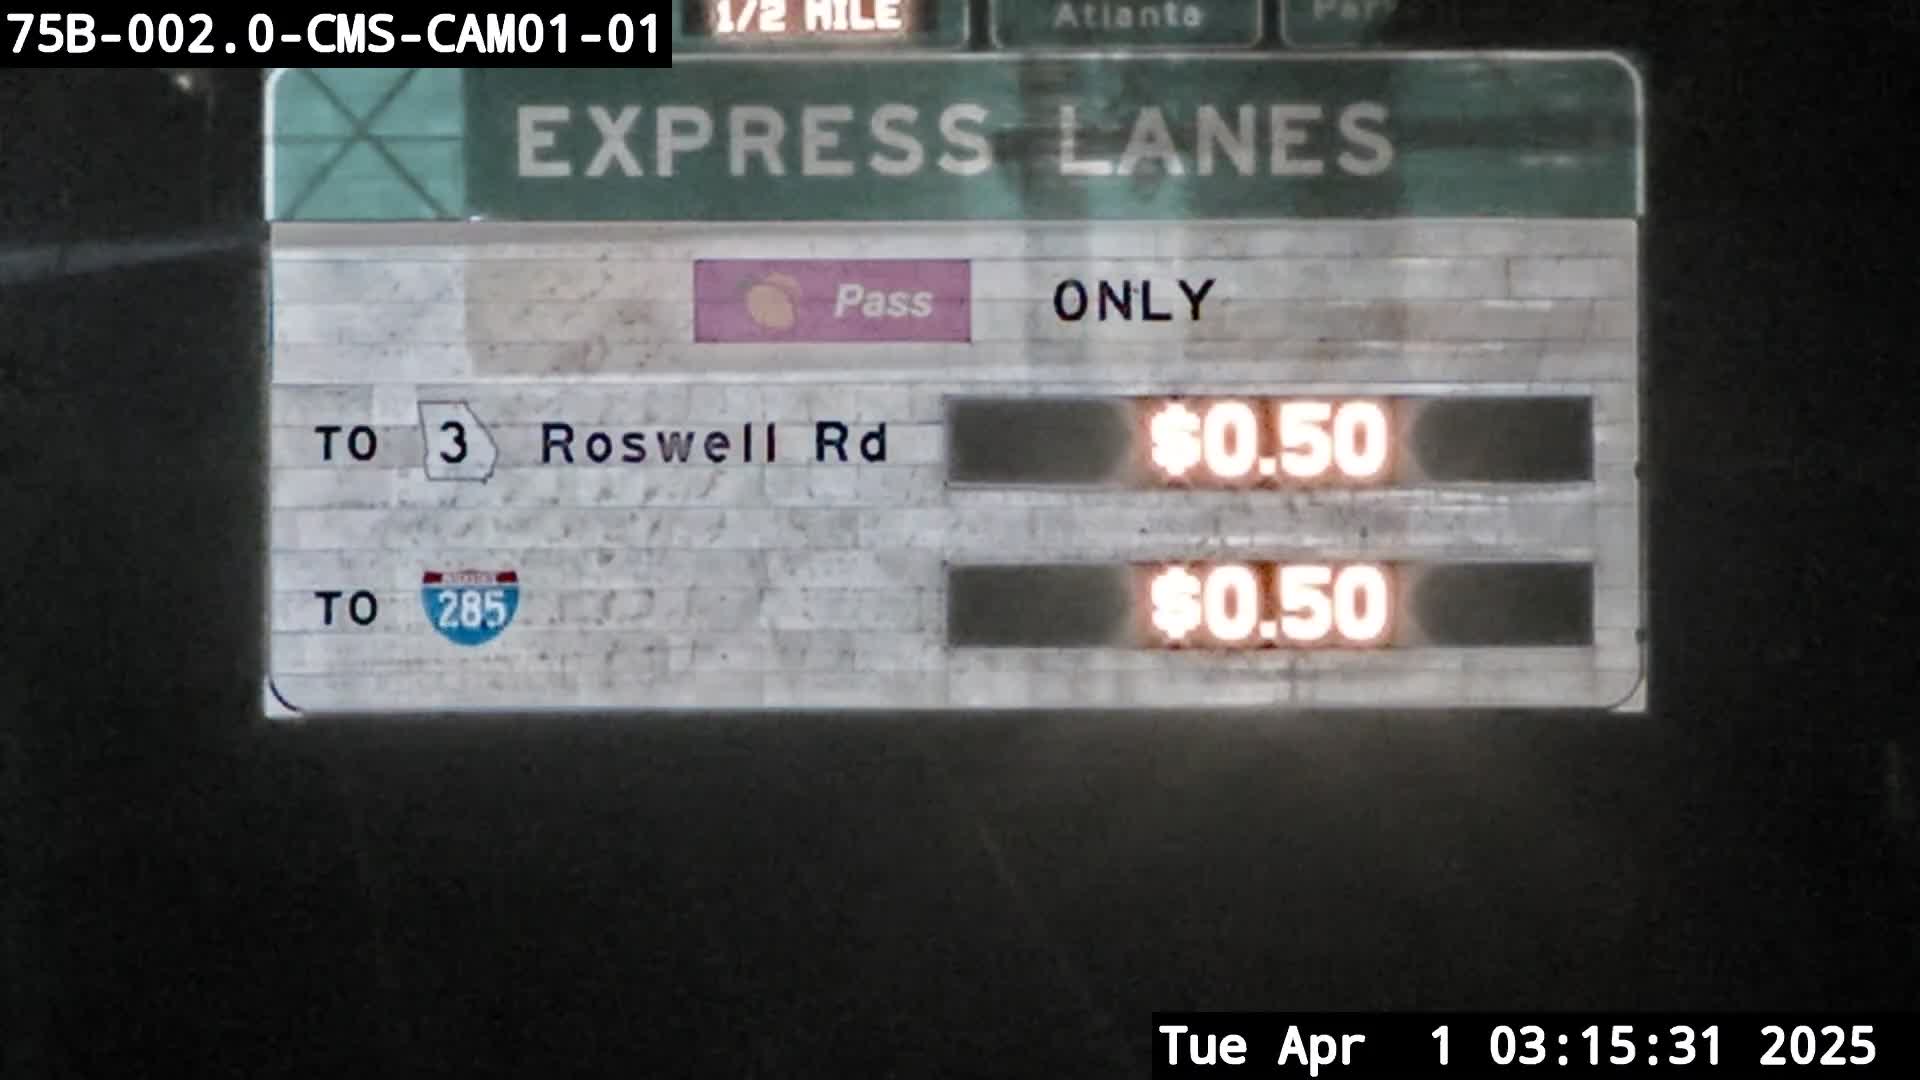 75B-002.0-CMS-CAM01-01
1/2 MILE
Atlanta
EXPRESS LANES
Pass ONLY
TO 3 Roswell Rd $0.50
TO 285 $0.50
Tue Apr 1 03:15:31 2025